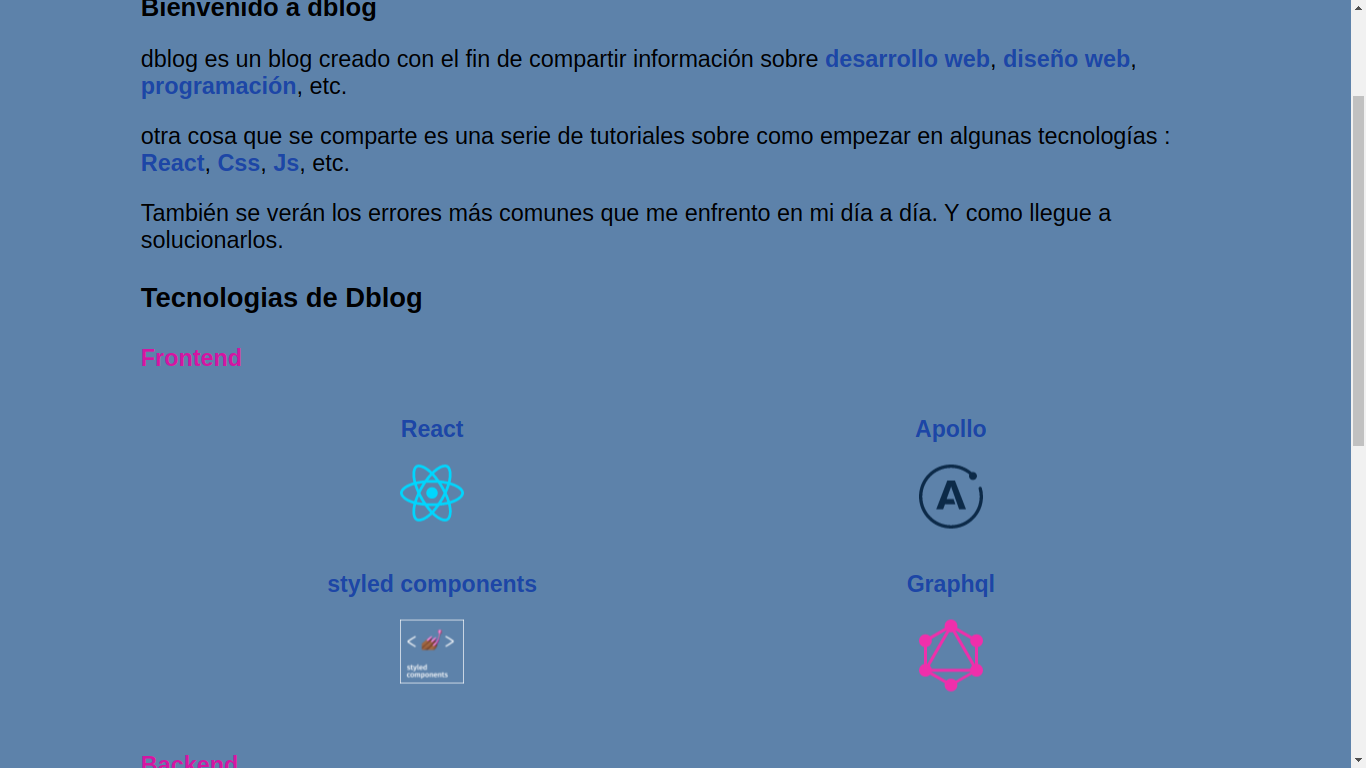 Bienvenido a dblog
dblog es un blog creado con el fin de compartir información sobre desarrollo web, diseño web,
programación, etc.
otra cosa que se comparte es una serie de tutoriales sobre como empezar en algunas tecnologías :
React, Css, Js, etc.
También se verán los errores más comunes que me enfrento en mi día a día. Y como llegue a
solucionarlos.
Tecnologias de Dblog
Frontend
React
Apollo
A
styled components
Graphql
< >
styled
components
Backend